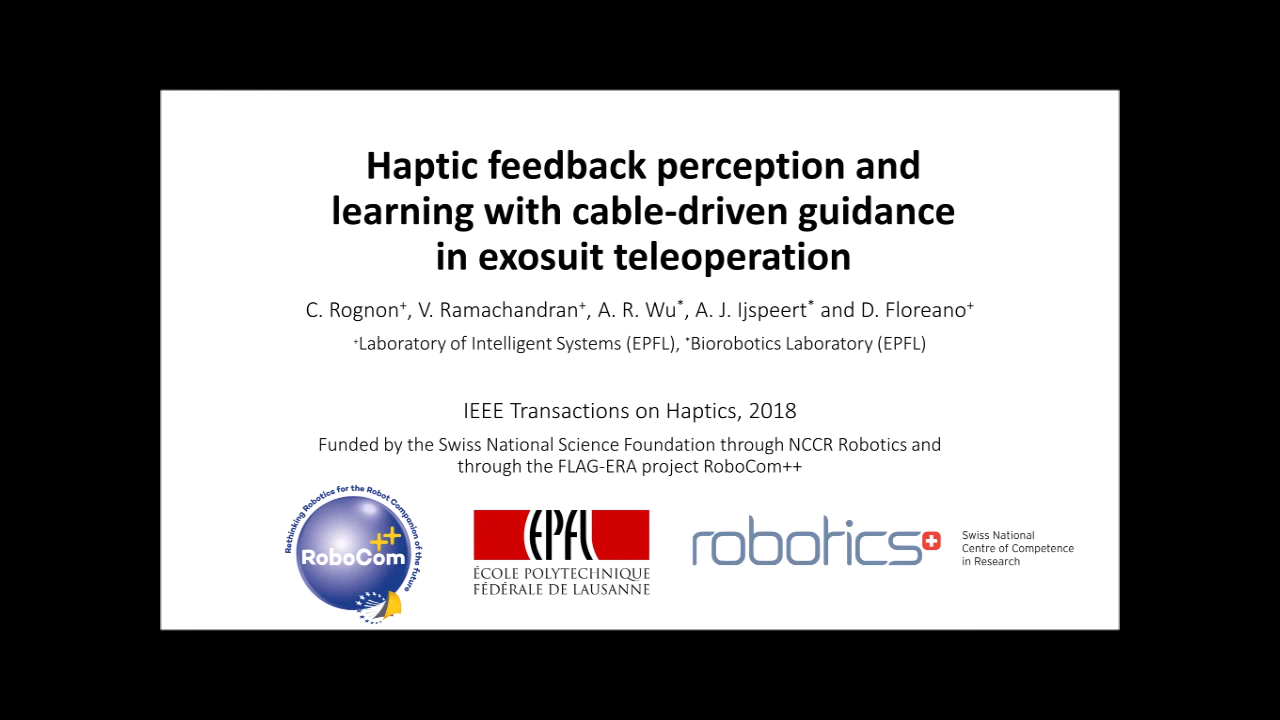 Haptic feedback perception and
learning with cable-driven guidance
in exosuit teleoperation
C. Rognon⁺, V. Ramachandran⁺, A. R. Wu*, A. J. Ijspeert* and D. Floreano⁺
⁺Laboratory of Intelligent Systems (EPFL), *Biorobotics Laboratory (EPFL)
IEEE Transactions on Haptics, 2018
Funded by the Swiss National Science Foundation through NCCR Robotics and
through the FLAG-ERA project RoboCom++
Rethinking Robotics for the Robot Companion of the future
RoboCom++
EPFL
ÉCOLE POLYTECHNIQUE
FÉDÉRALE DE LAUSANNE
robotics+
Swiss National
Centre of Competence
in Research